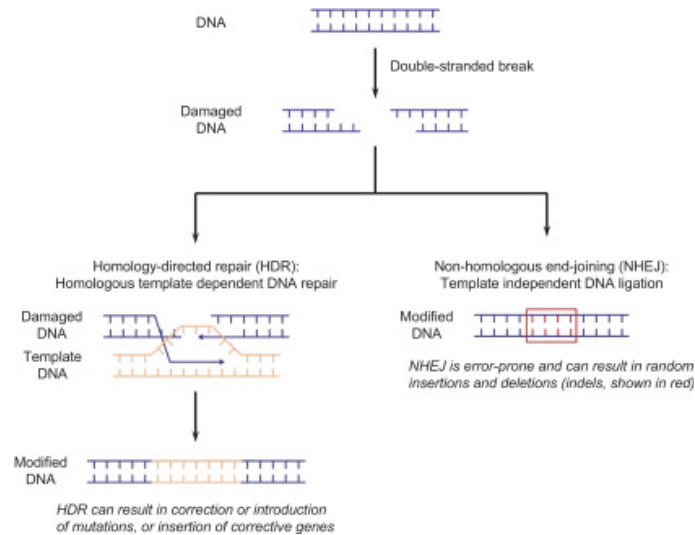 DNA
Double-stranded break
Damaged
DNA
Homology-directed repair (HDR):
Homologous template dependent DNA repair
Damaged
DNA
Template
DNA
Modified
DNA
HDR can result in correction or introduction
of mutations, or insertion of corrective genes
Non-homologous end-joining (NHEJ):
Template independent DNA ligation
Modified
DNA
NHEJ is error-prone and can result in random
insertions and deletions (indels, shown in red)